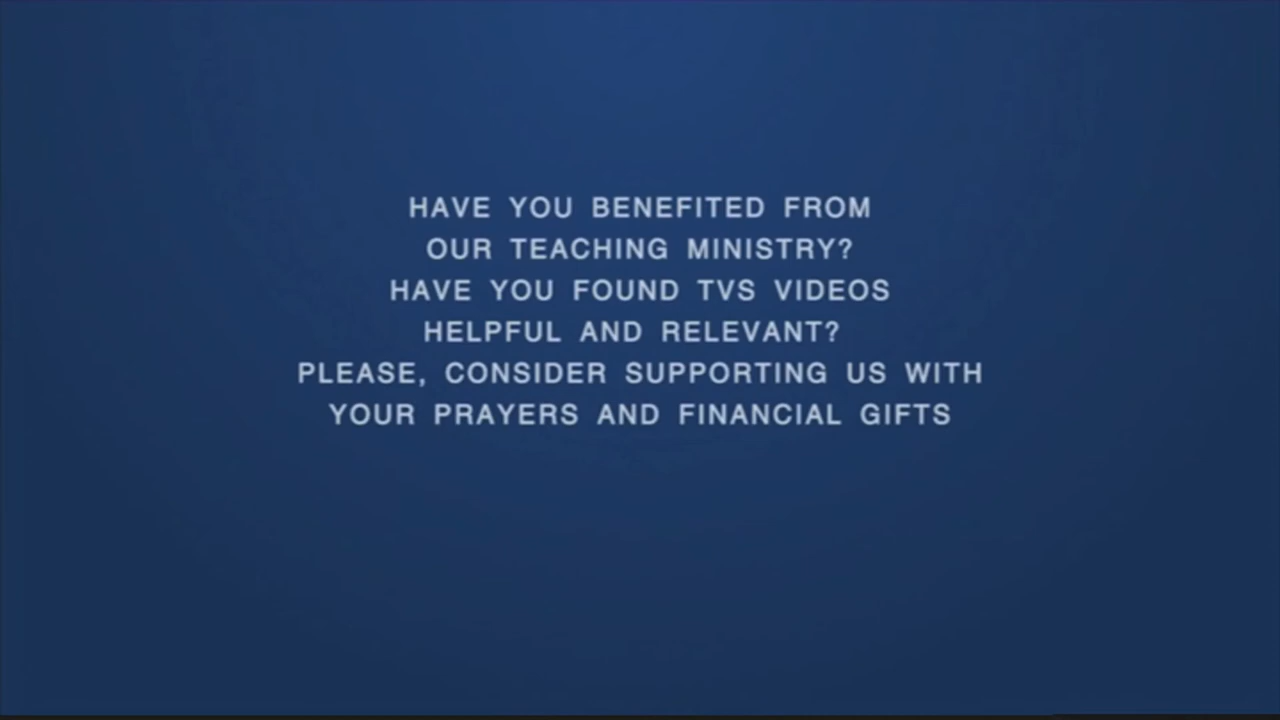 HAVE YOU BENEFITED FROM
OUR TEACHING MINISTRY?
HAVE YOU FOUND TVS VIDEOS
HELPFUL AND RELEVANT?
PLEASE, CONSIDER SUPPORTING US WITH
YOUR PRAYERS AND FINANCIAL GIFTS